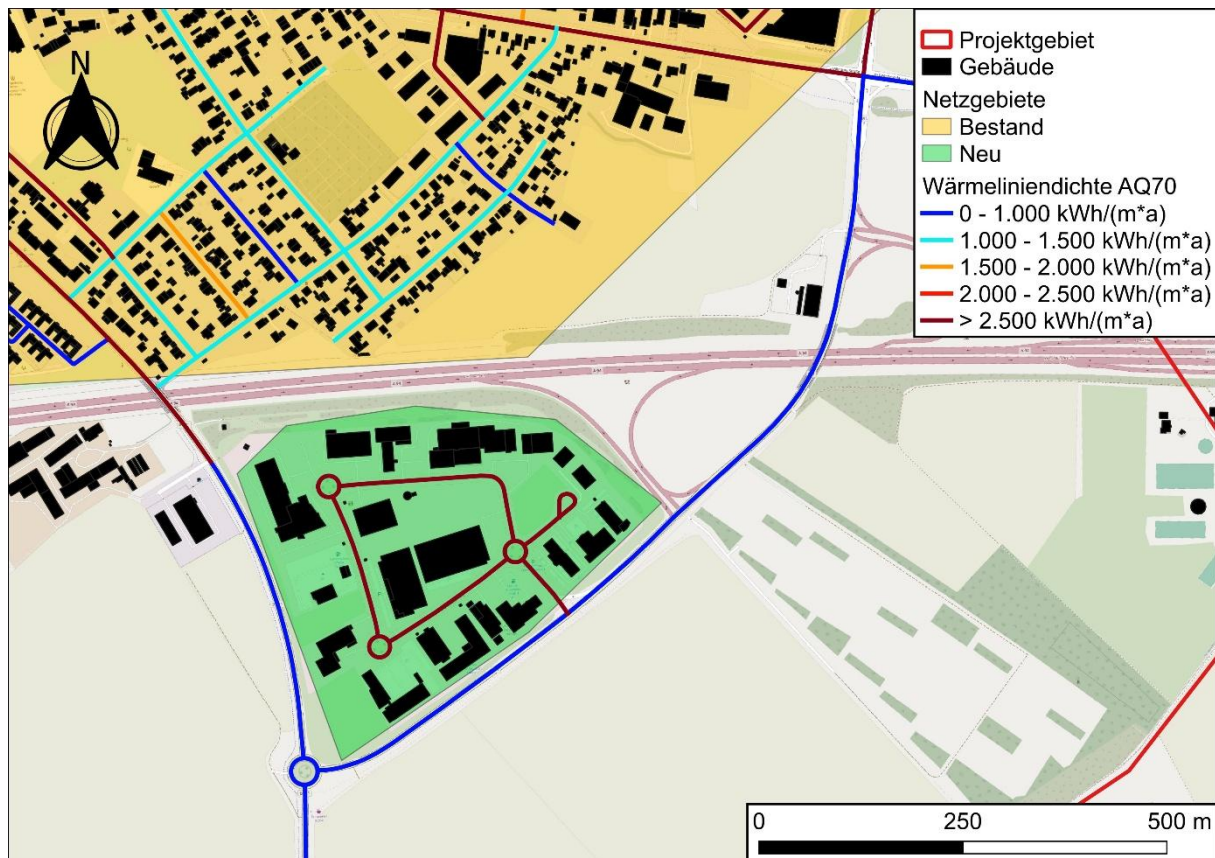 N
Projektgebiet
Gebäude
Netzgebiete
Bestand
Neu
Wärmeliniendichte AQ70
0 - 1.000 kWh/(m*a)
1.000 - 1.500 kWh/(m*a)
1.500 - 2.000 kWh/(m*a)
2.000 - 2.500 kWh/(m*a)
> 2.500 kWh/(m*a)
0 250 500 m